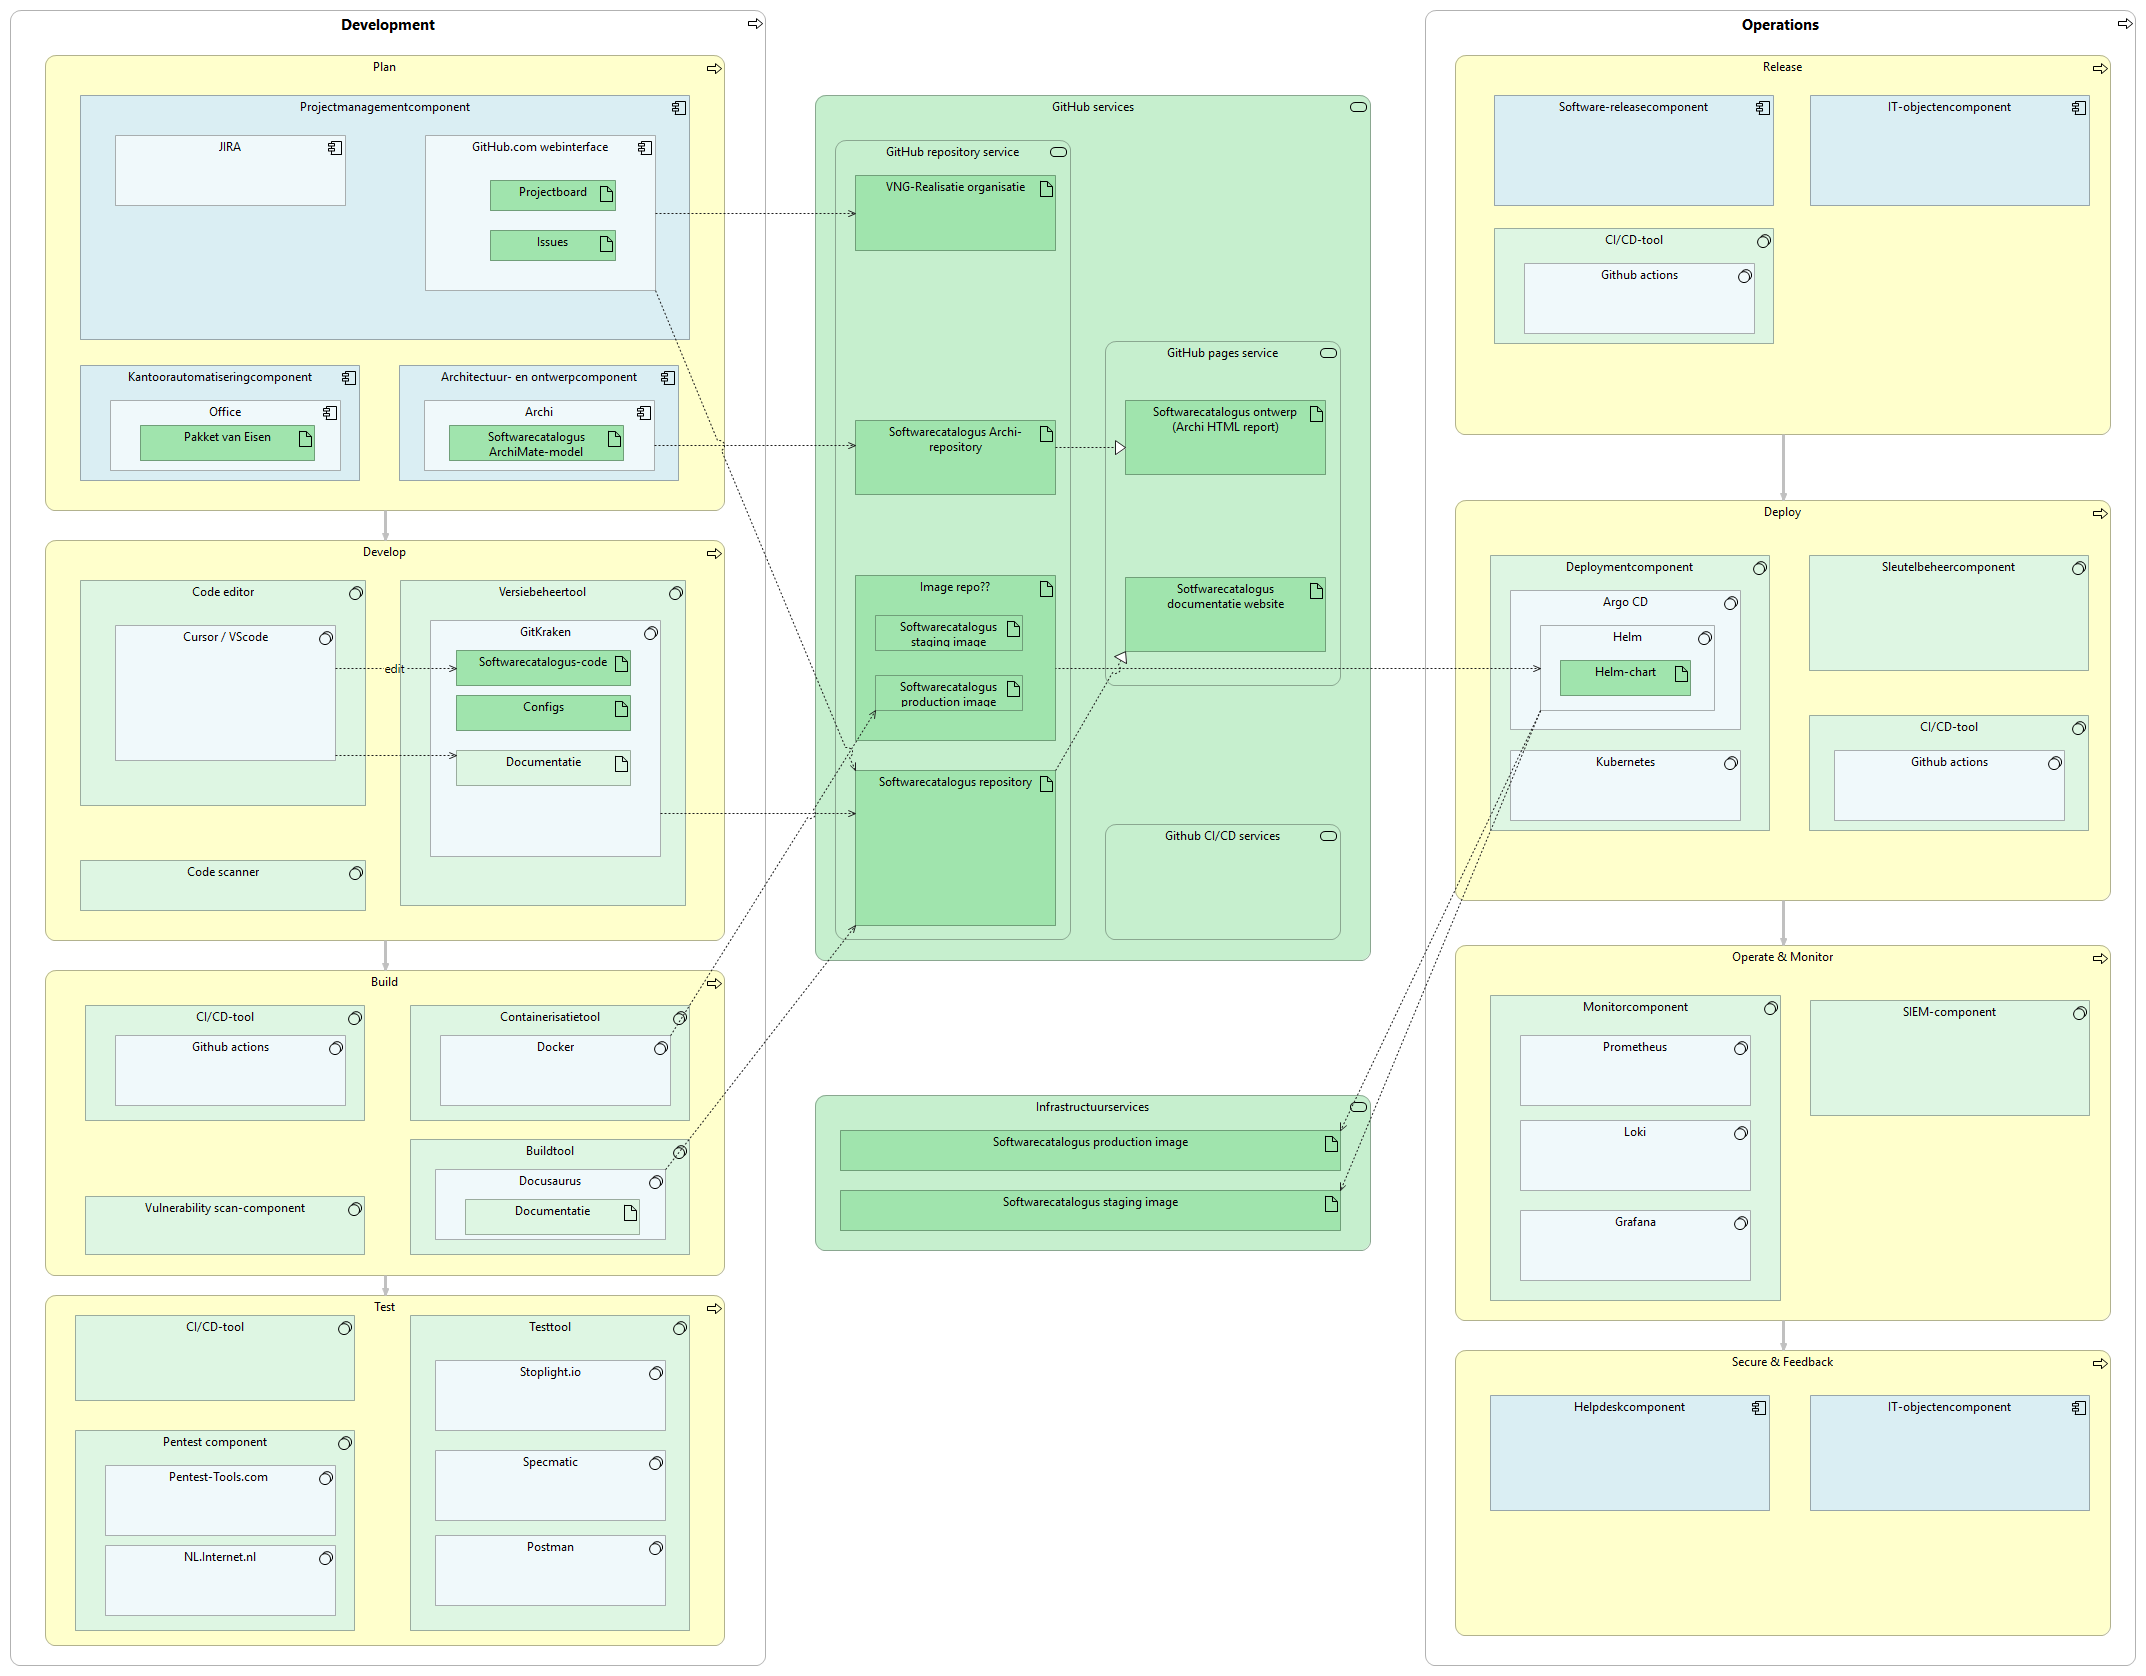 Development
Plan
Projectmanagementcomponent
JIRA
GitHub.com webinterface
Projectboard
Issues
Kantoorautomatiseringcomponent
Office
Pakket van Eisen
Architectuur- en ontwerpcomponent
Archi
Softwarecatalogus
ArchiMate-model
Develop
Code editor
Cursor / VScode
edit
Versiebeheertool
GitKraken
Softwarecatalogus-code
Configs
Documentatie
Code scanner
Build
CI/CD-tool
Github actions
Containerisatietool
Docker
Buildtool
Docusaurus
Documentatie
Vulnerability scan-component
Test
CI/CD-tool
Testtool
Stoplight.io
Specmatic
Postman
Pentest component
Pentest-Tools.com
NL.Internet.nl
GitHub services
GitHub repository service
VNG-Realisatie organisatie
Softwarecatalogus Archi-
repository
Image repo??
Softwarecatalogus
staging image
Softwarecatalogus
production image
Softwarecatalogus repository
GitHub pages service
Softwarecatalogus ontwerp
(Archi HTML report)
Sotfwarecatalogus
documentatie website
Github CI/CD services
Infrastructuurservices
Softwarecatalogus production image
Softwarecatalogus staging image
Operations
Release
Software-releasecomponent
IT-objectencomponent
CI/CD-tool
Github actions
Deploy
Deploymentcomponent
Argo CD
Helm
Helm-chart
Kubernetes
Sleutelbeheercomponent
CI/CD-tool
Github actions
Operate & Monitor
Monitorcomponent
Prometheus
Loki
Grafana
SIEM-component
Secure & Feedback
Helpdeskcomponent
IT-objectencomponent